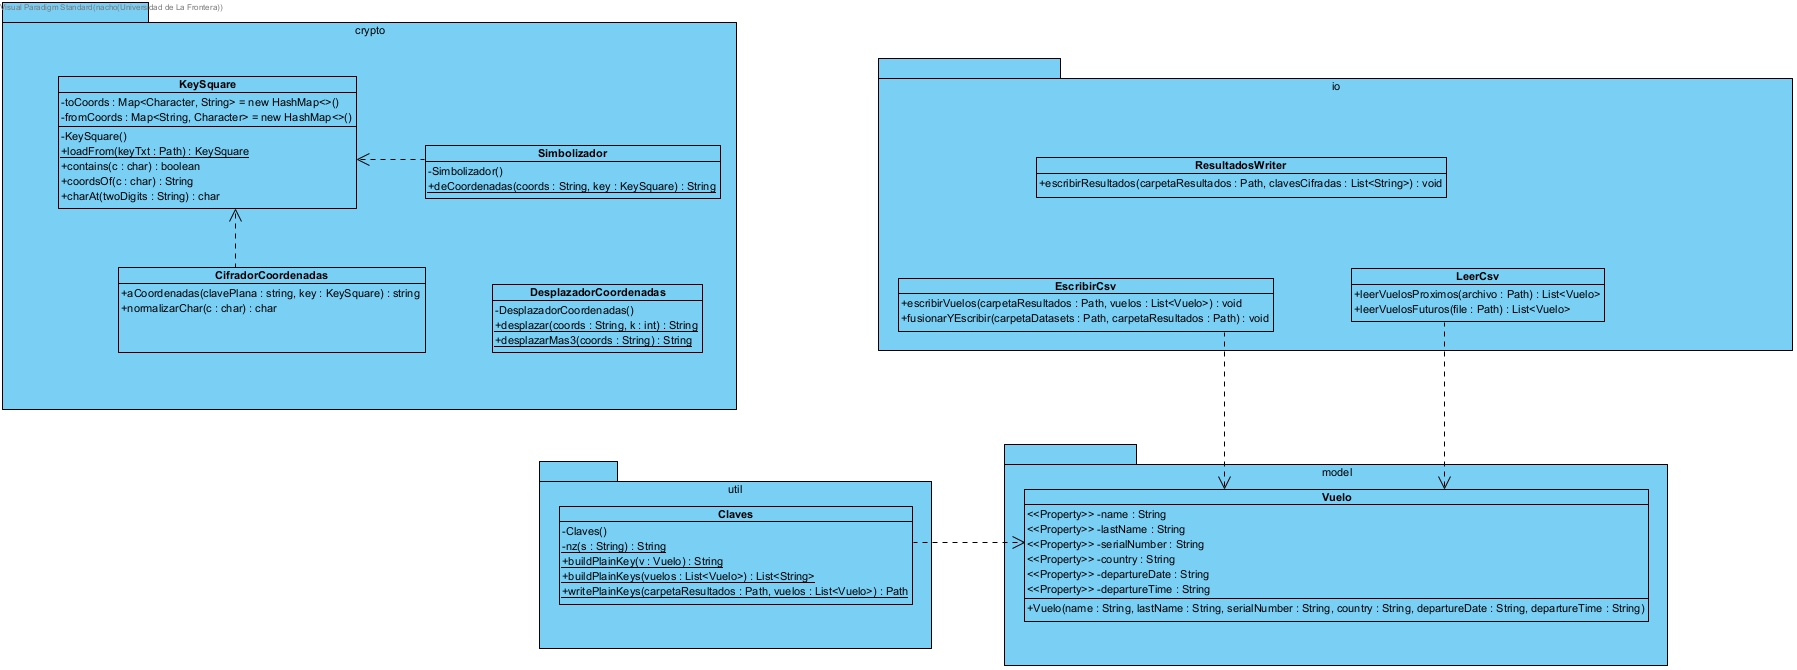 Visual Paradigm Standard(nacho(Universidad de La Frontera))
crypto
KeySquare
-toCoords : Map<Character, String> = new HashMap<>()
-fromCoords : Map<String, Character> = new HashMap<>()
-KeySquare()
+loadFrom(keyTxt : Path) : KeySquare
+contains(c : char) : boolean
+coordsOf(c : char) : String
+charAt(twoDigits : String) : char
Simbolizador
-Simbolizador()
+deCoordenadas(coords : String, key : KeySquare) : String
CifradorCoordenadas
+aCoordenadas(clavePlana : string, key : KeySquare) : string
+normalizarChar(c : char) : char
DesplazadorCoordenadas
-DesplazadorCoordenadas()
+desplazar(coords : String, k : int) : String
+desplazarMas3(coords : String) : String
io
ResultadosWriter
+escribirResultados(carpetaResultados : Path, clavesCifradas : List<String>) : void
EscribirCsv
+escribirVuelos(carpetaResultados : Path, vuelos : List<Vuelo>) : void
+fusionarYEscribir(carpetaDatasets : Path, carpetaResultados : Path) : void
LeerCsv
+leerVuelosProximos(archivo : Path) : List<Vuelo>
+leerVuelosFuturos(file : Path) : List<Vuelo>
util
Claves
-Claves()
-nz(s : String) : String
+buildPlainKey(v : Vuelo) : String
+buildPlainKeys(vuelos : List<Vuelo>) : List<String>
+writePlainKeys(carpetaResultados : Path, vuelos : List<Vuelo>) : Path
model
Vuelo
<<Property>> -name : String
<<Property>> -lastName : String
<<Property>> -serialNumber : String
<<Property>> -country : String
<<Property>> -departureDate : String
<<Property>> -departureTime : String
+Vuelo(name : String, lastName : String, serialNumber : String, country : String, departureDate : String, departureTime : String)